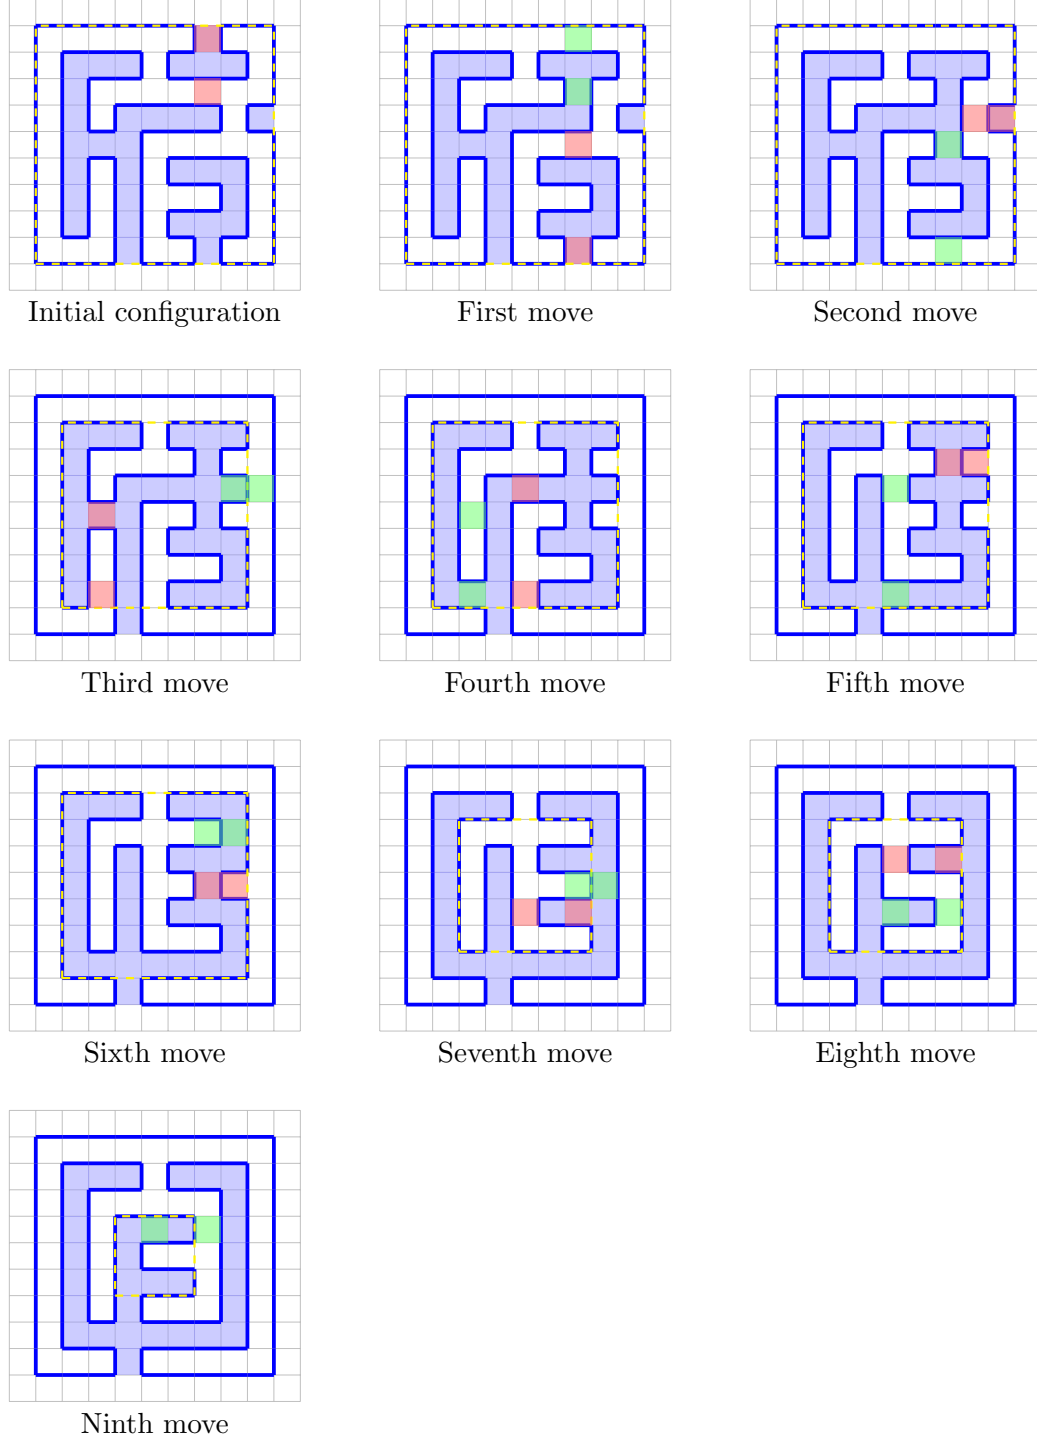 Initial configuration
First move
Second move
Third move
Fourth move
Fifth move
Sixth move
Seventh move
Eighth move
Ninth move